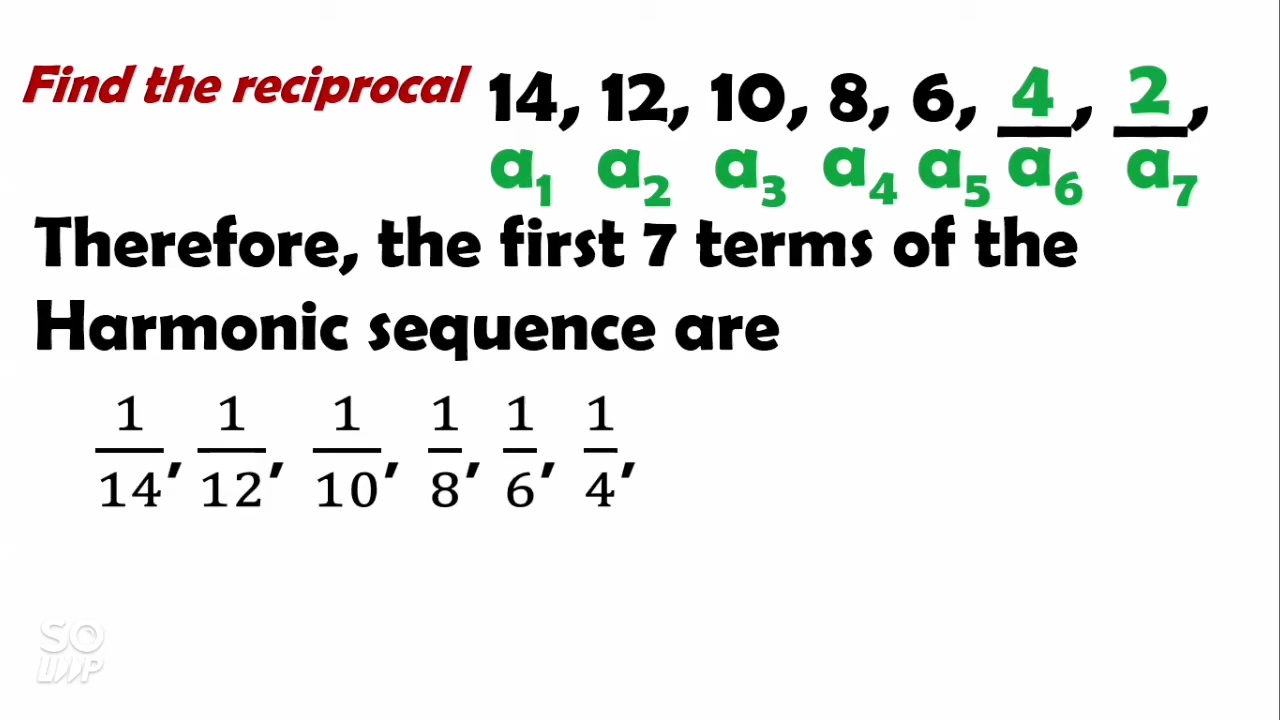 Find the reciprocal 14, 12, 10, 8, 6, 4, 2,
a₁ a₂ a₃ a₄ a₅ a₆ a₇
Therefore, the first 7 terms of the
Harmonic sequence are
1/14, 1/12, 1/10, 1/8, 1/6, 1/4,
SO